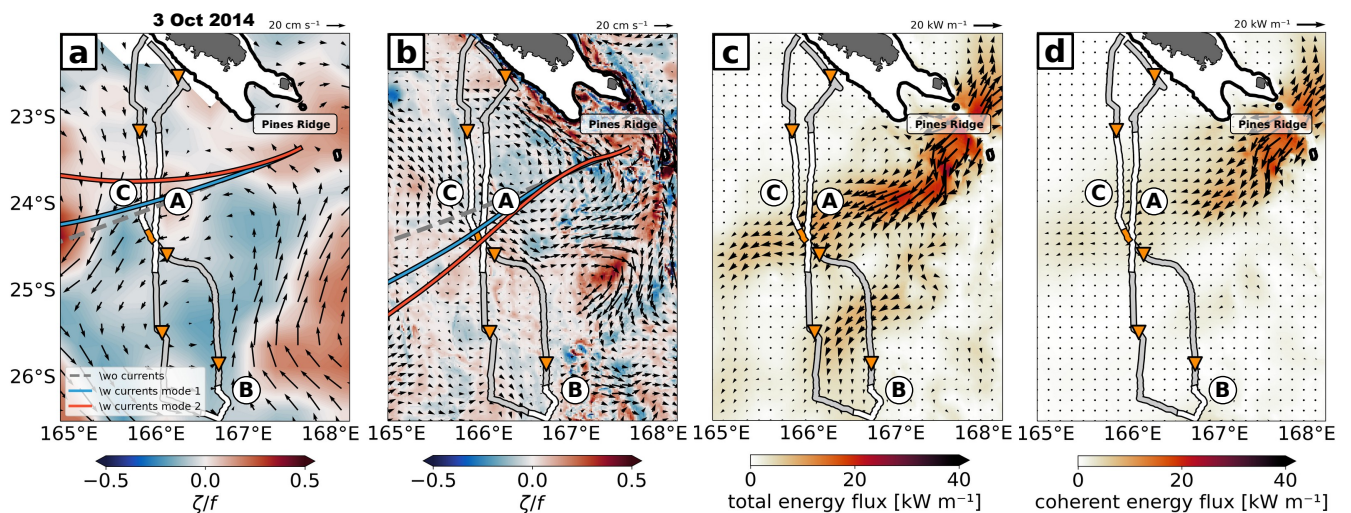 3 Oct 2014
20 cm s⁻¹
20 cm s⁻¹
20 kW m⁻¹
20 kW m⁻¹
a
b
c
d
23°S
24°S
25°S
26°S
Pines Ridge
Pines Ridge
Pines Ridge
Pines Ridge
C
A
B
C
A
B
C
A
B
C
A
B
\wo currents
\w currents mode 1
\w currents mode 2
165°E 166°E 167°E 168°E
165°E 166°E 167°E 168°E
165°E 166°E 167°E 168°E
165°E 166°E 167°E 168°E
−0.5 0.0 0.5
ζ/f
−0.5 0.0 0.5
ζ/f
0 20 40
total energy flux [kW m⁻¹]
0 20 40
coherent energy flux [kW m⁻¹]